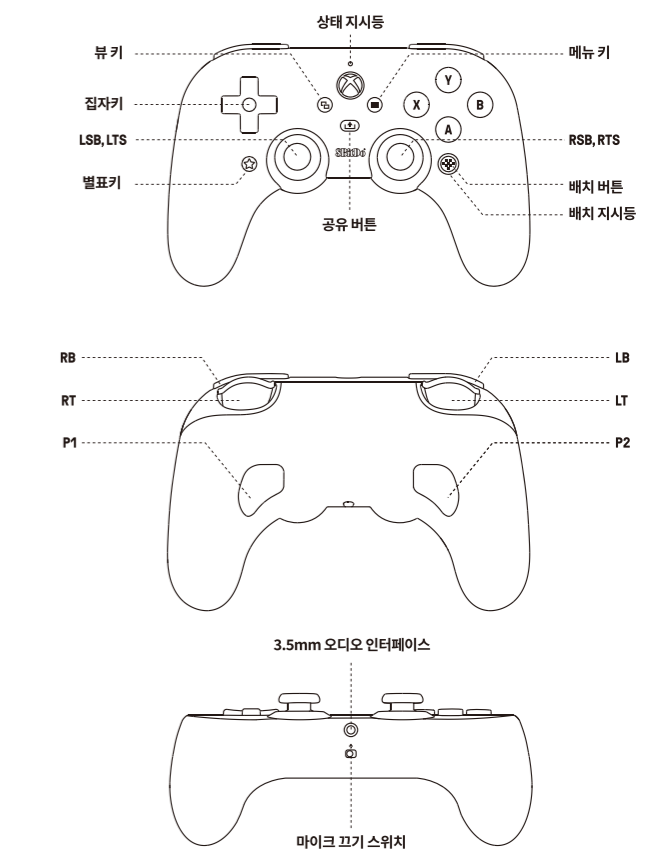 상태 지시등
뷰 키
메뉴 키
Y
집자키
X
B
A
LSB, LTS
8BitDo
RSB, RTS
별표키
배치 버튼
배치 지시등
공유 버튼
RB
LB
RT
LT
P1
P2
3.5mm 오디오 인터페이스
마이크 끄기 스위치